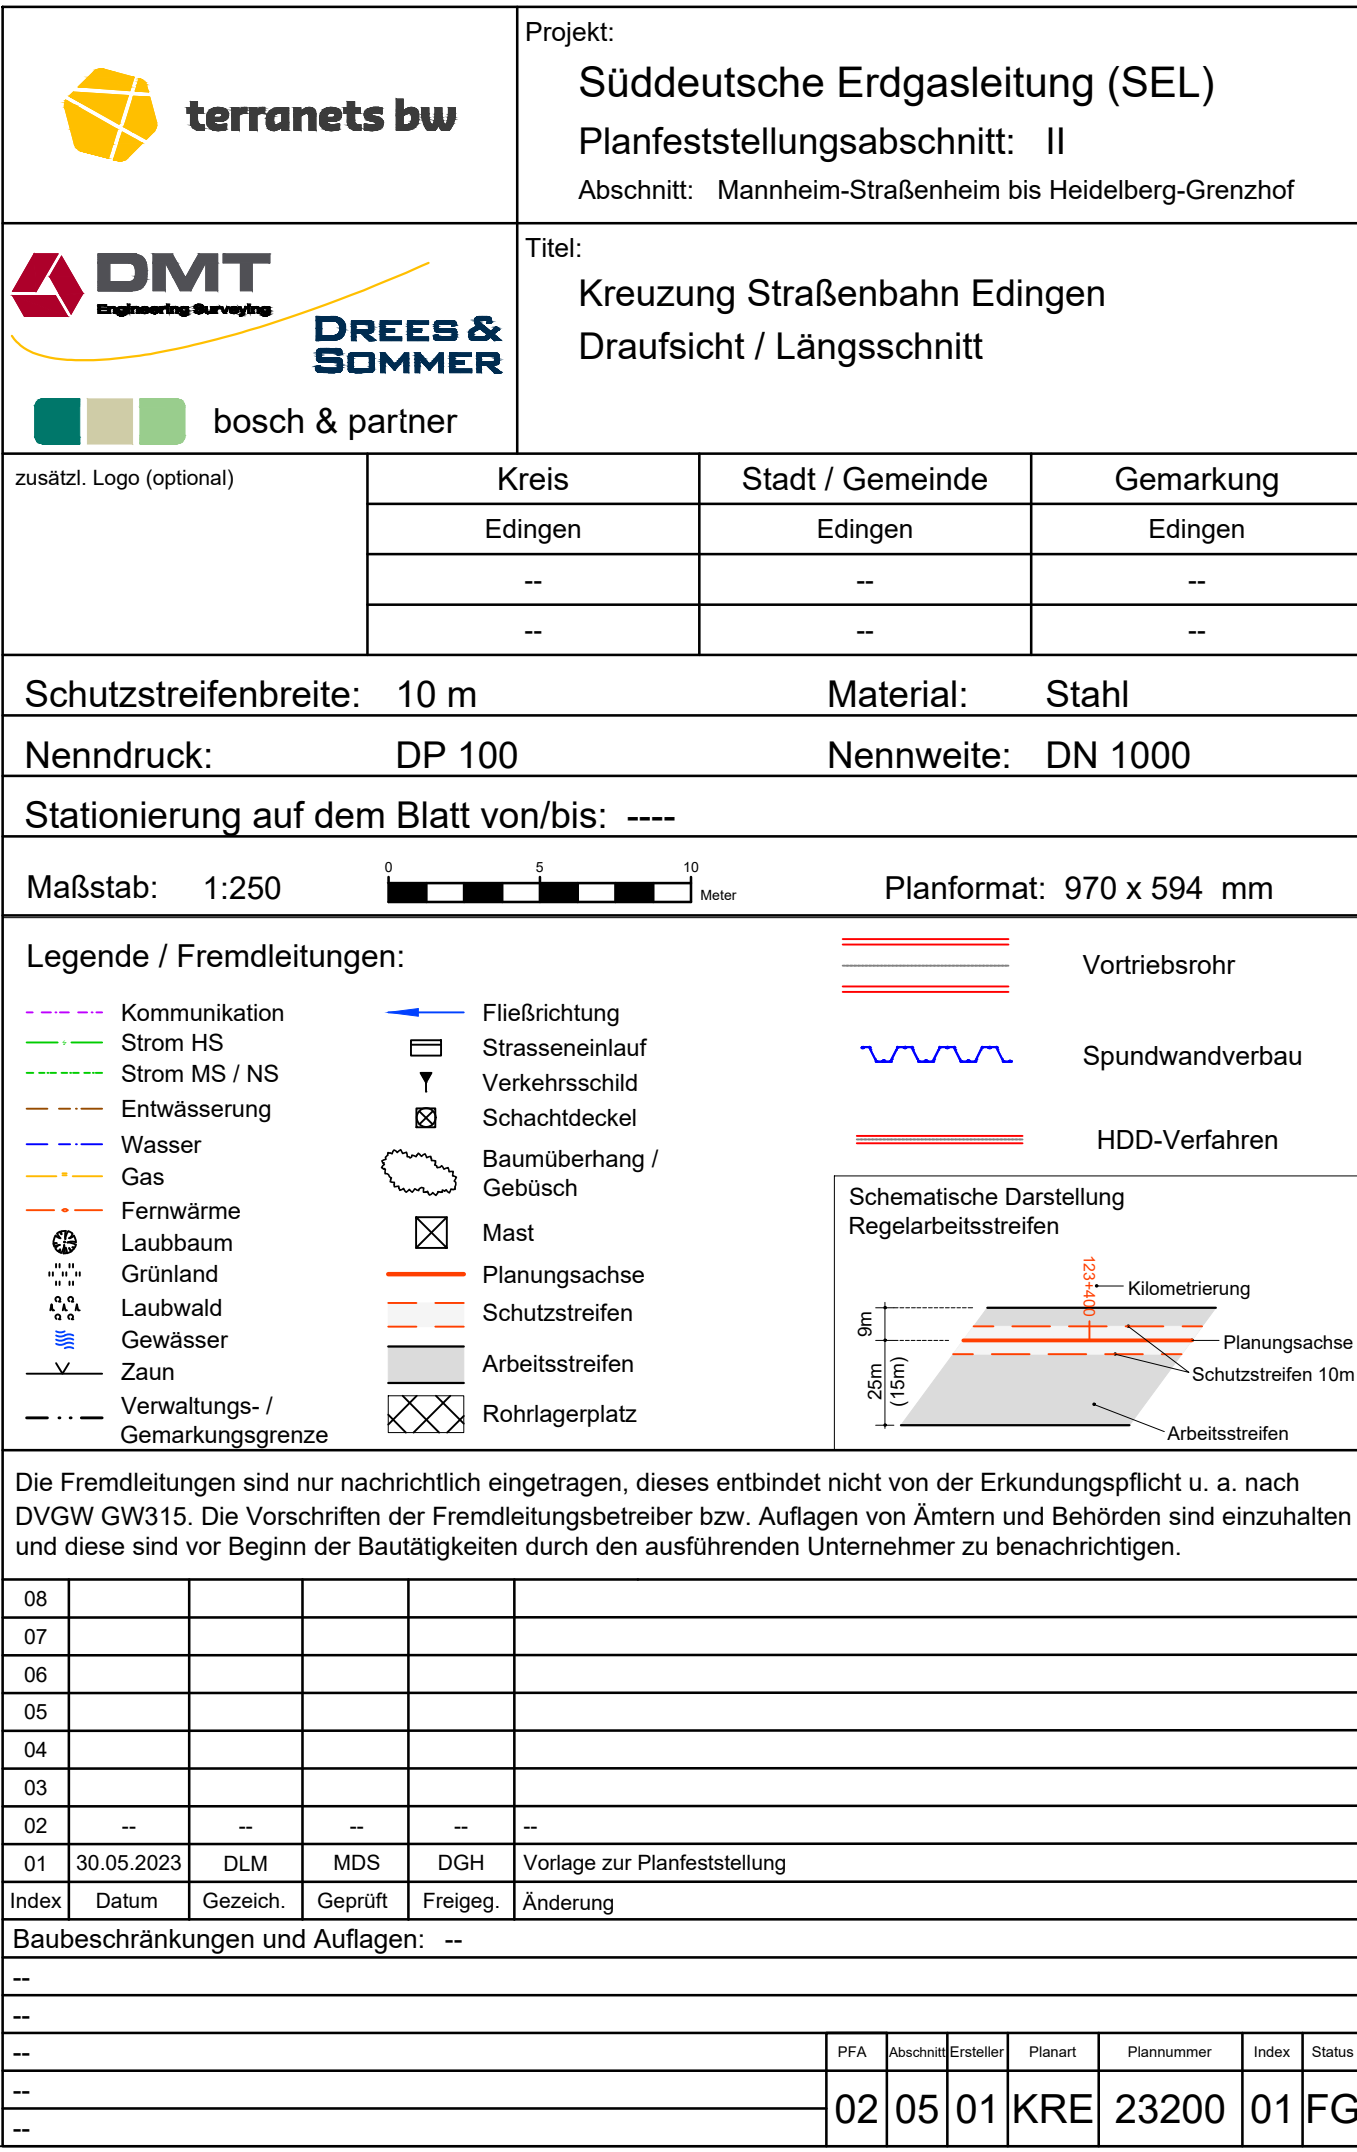 terranets bw
Projekt:
Süddeutsche Erdgasleitung (SEL)
Planfeststellungsabschnitt: II
Abschnitt: Mannheim-Straßenheim bis Heidelberg-Grenzhof
DMT
Engineering Surveying
DREES &
SOMMER
bosch & partner
Titel:
Kreuzung Straßenbahn Edingen
Draufsicht / Längsschnitt
zusätzl. Logo (optional)
Kreis Stadt / Gemeinde Gemarkung
Edingen Edingen Edingen
-- -- --
-- -- --
Schutzstreifenbreite: 10 m Material: Stahl
Nenndruck: DP 100 Nennweite: DN 1000
Stationierung auf dem Blatt von/bis: ----
Maßstab: 1:250 0 5 10 Meter Planformat: 970 x 594 mm
Legende / Fremdleitungen:
Kommunikation
Strom HS
Strom MS / NS
Entwässerung
Wasser
Gas
Fernwärme
Laubbaum
Grünland
Laubwald
Gewässer
Zaun
Verwaltungs- /
Gemarkungsgrenze
Fließrichtung
Strasseneinlauf
Verkehrsschild
Schachtdeckel
Baumüberhang /
Gebüsch
Mast
Planungsachse
Schutzstreifen
Arbeitsstreifen
Rohrlagerplatz
Vortriebsrohr
Spundwandverbau
HDD-Verfahren
Schematische Darstellung
Regelarbeitsstreifen
123+400
Kilometrierung
9m
Planungsachse
25m
(15m)
Schutzstreifen 10m
Arbeitsstreifen
Die Fremdleitungen sind nur nachrichtlich eingetragen, dieses entbindet nicht von der Erkundungspflicht u. a. nach
DVGW GW315. Die Vorschriften der Fremdleitungsbetreiber bzw. Auflagen von Ämtern und Behörden sind einzuhalten
und diese sind vor Beginn der Bautätigkeiten durch den ausführenden Unternehmer zu benachrichtigen.
08
07
06
05
04
03
02 -- -- -- -- --
01 30.05.2023 DLM MDS DGH Vorlage zur Planfeststellung
Index Datum Gezeich. Geprüft Freigeg. Änderung
Baubeschränkungen und Auflagen: --
--
--
--
--
--
PFA Abschnitt Ersteller Planart Plannummer Index Status
02 05 01 KRE 23200 01 FG